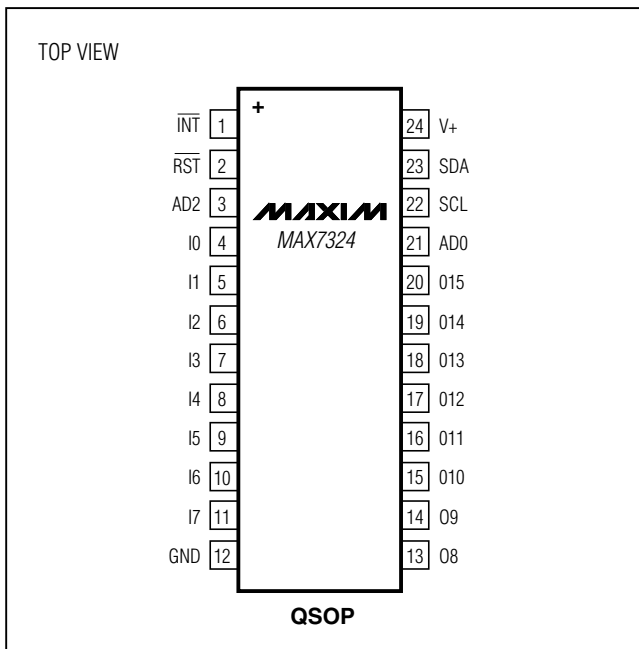 TOP VIEW
+
MAXIM
MAX7324
INT 1
RST 2
AD2 3
I0 4
I1 5
I2 6
I3 7
I4 8
I5 9
I6 10
I7 11
GND 12
24 V+
23 SDA
22 SCL
21 AD0
20 O15
19 O14
18 O13
17 O12
16 O11
15 O10
14 O9
13 O8
QSOP